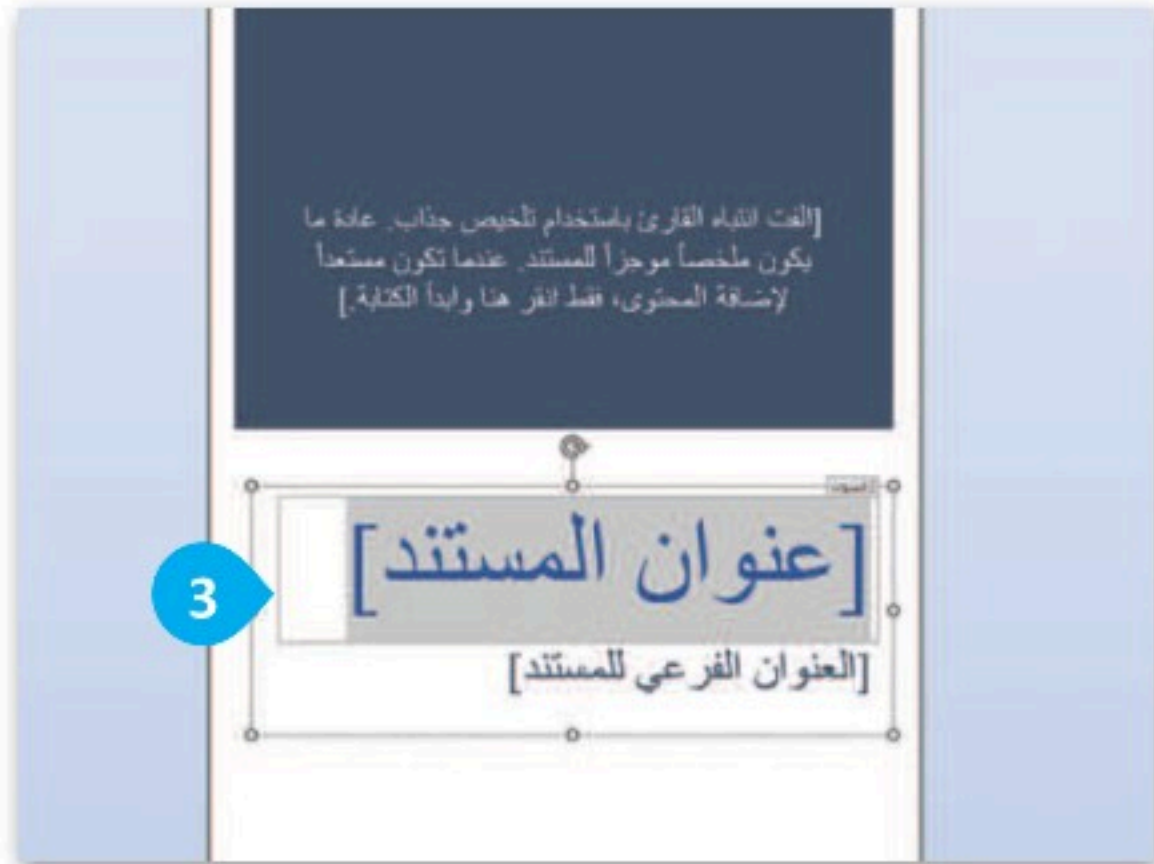 [الفت انتباه القارئ باستخدام تلخيص جذاب. عادة ما
يكون ملخصاً موجزاً للمستند. عندما تكون مستعداً
لإضافة المحتوى، فقط انقر هنا وابدأ الكتابة.]
[عنوان المستند]
3
[العنوان الفرعي للمستند]